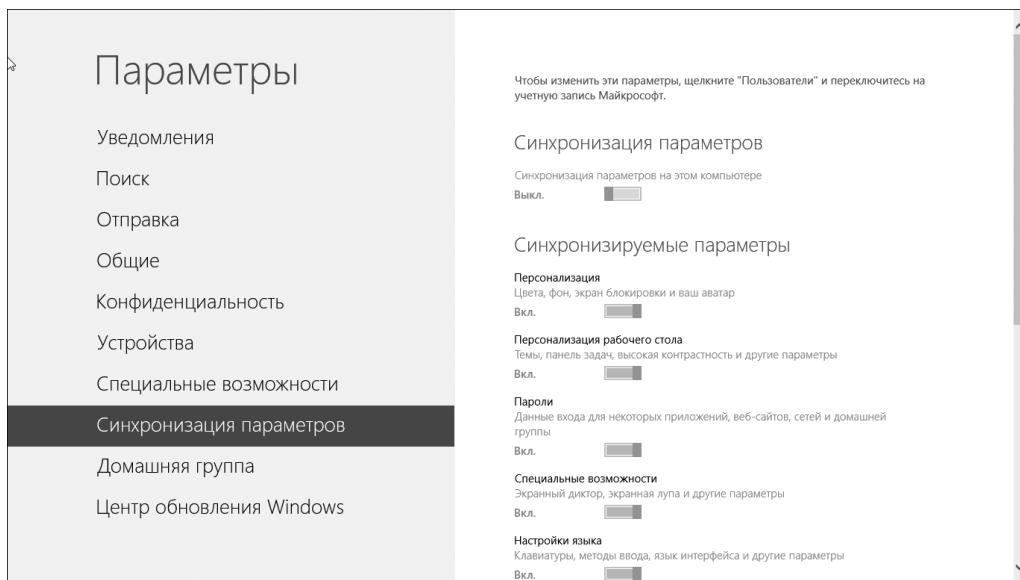 Параметры
Уведомления
Поиск
Отправка
Общие
Конфиденциальность
Устройства
Специальные возможности
Синхронизация параметров
Домашняя группа
Центр обновления Windows
Чтобы изменить эти параметры, щелкните "Пользователи" и переключитесь на
учетную запись Майкрософт.
Синхронизация параметров
Синхронизация параметров на этом компьютере
Выкл.
Синхронизируемые параметры
Персонализация
Цвета, фон, экран блокировки и ваш аватар
Вкл.
Персонализация рабочего стола
Темы, панель задач, высокая контрастность и другие параметры
Вкл.
Пароли
Данные входа для некоторых приложений, веб-сайтов, сетей и домашней
группы
Вкл.
Специальные возможности
Экранный диктор, экранная лупа и другие параметры
Вкл.
Настройки языка
Клавиатуры, методы ввода, язык интерфейса и другие параметры
Вкл.